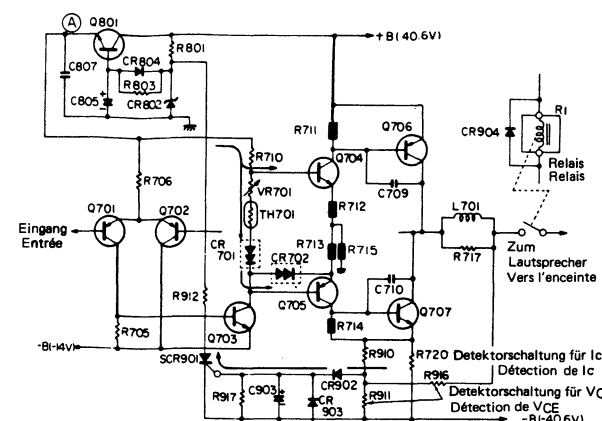 A
Q801
+B(40.6V)
R801
CR804
C807
R803
C805
CR802
R1
CR904
Relais
Relais
R711
Q706
Q704
R710
R706
VR701
C709
TH701
R712
L701
Q701
Q702
Eingang
Entrée
CR
701
CR702
R713
R715
R717
Zum
Lautsprecher
Vers l'enceinte
C710
R912
Q705
Q707
R705
Q703
R714
-B(-14V)
SCR901
R910
R720
Detektorschaltung für Ic
Détection de Ic
CR902
R916
R917
C903
CR
903
R911
Detektorschaltung für VC
Détection de VCE
-B(-40.6V)